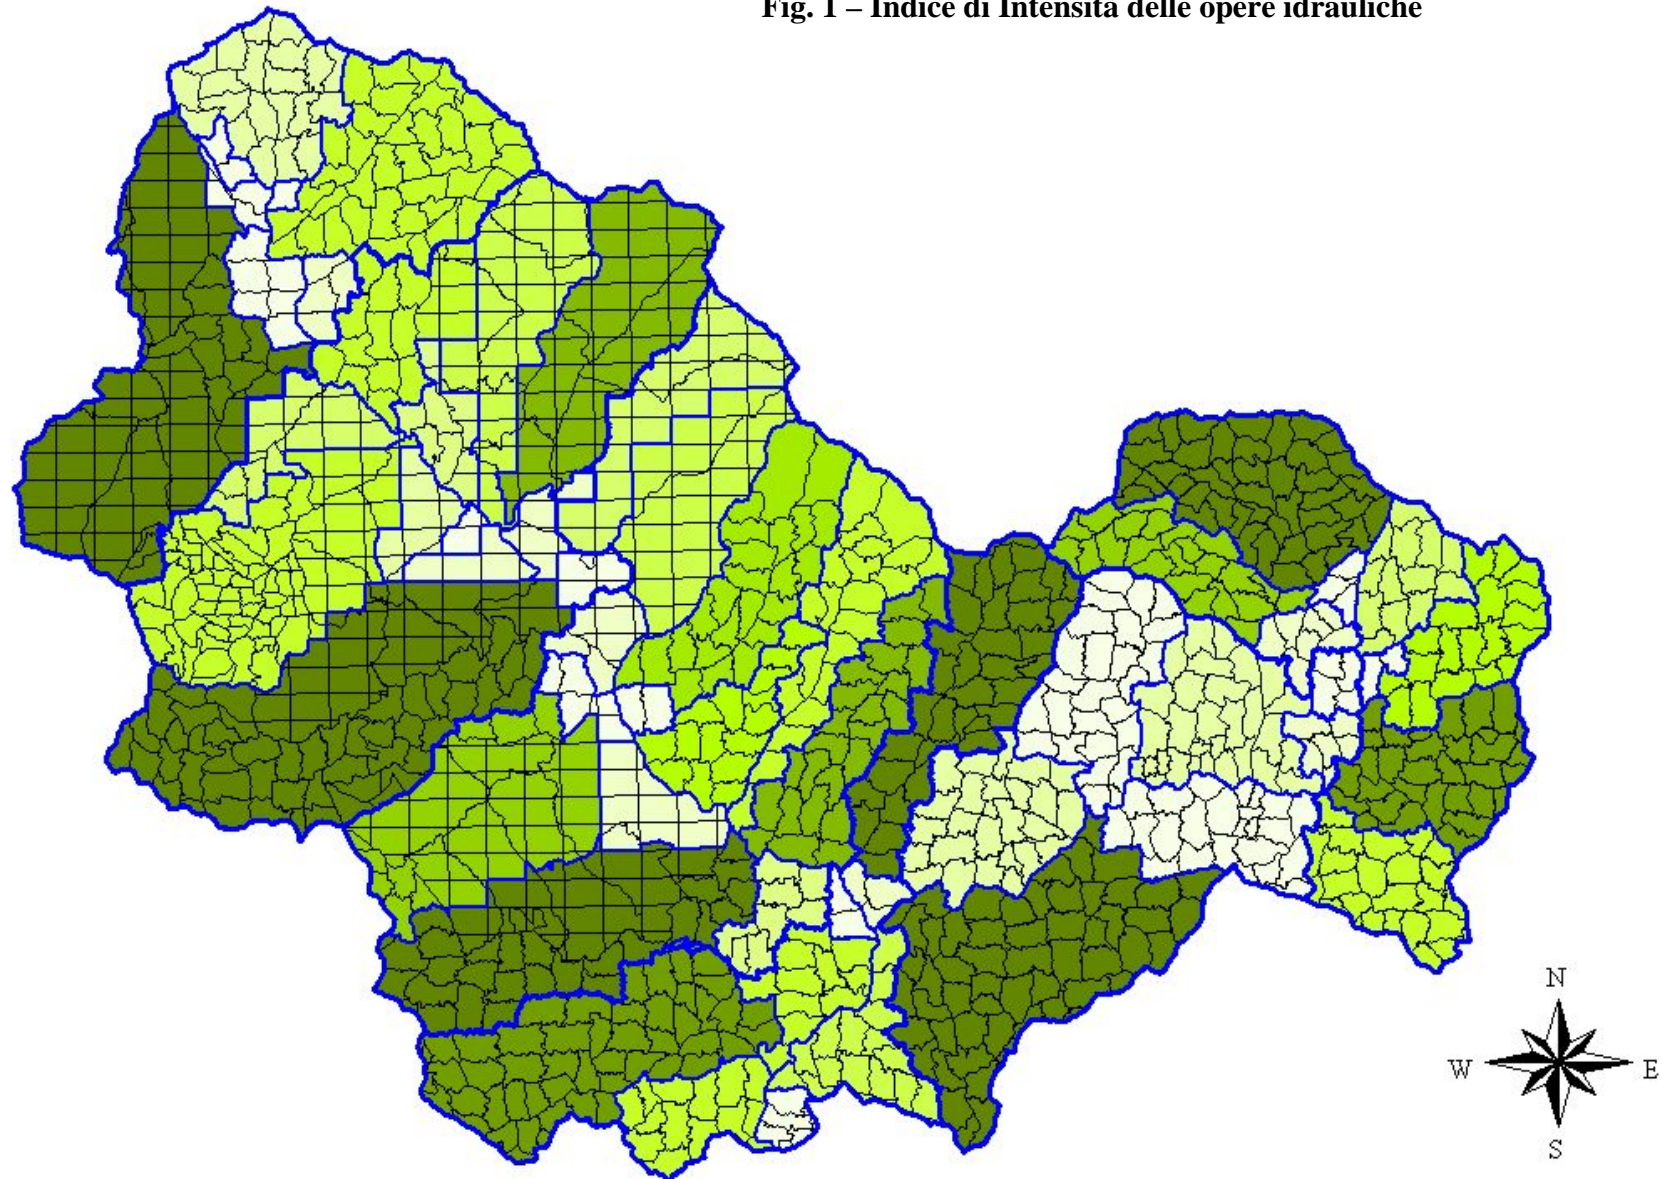 Fig. 1 – Indice di Intensità delle opere idrauliche
N
W E
S